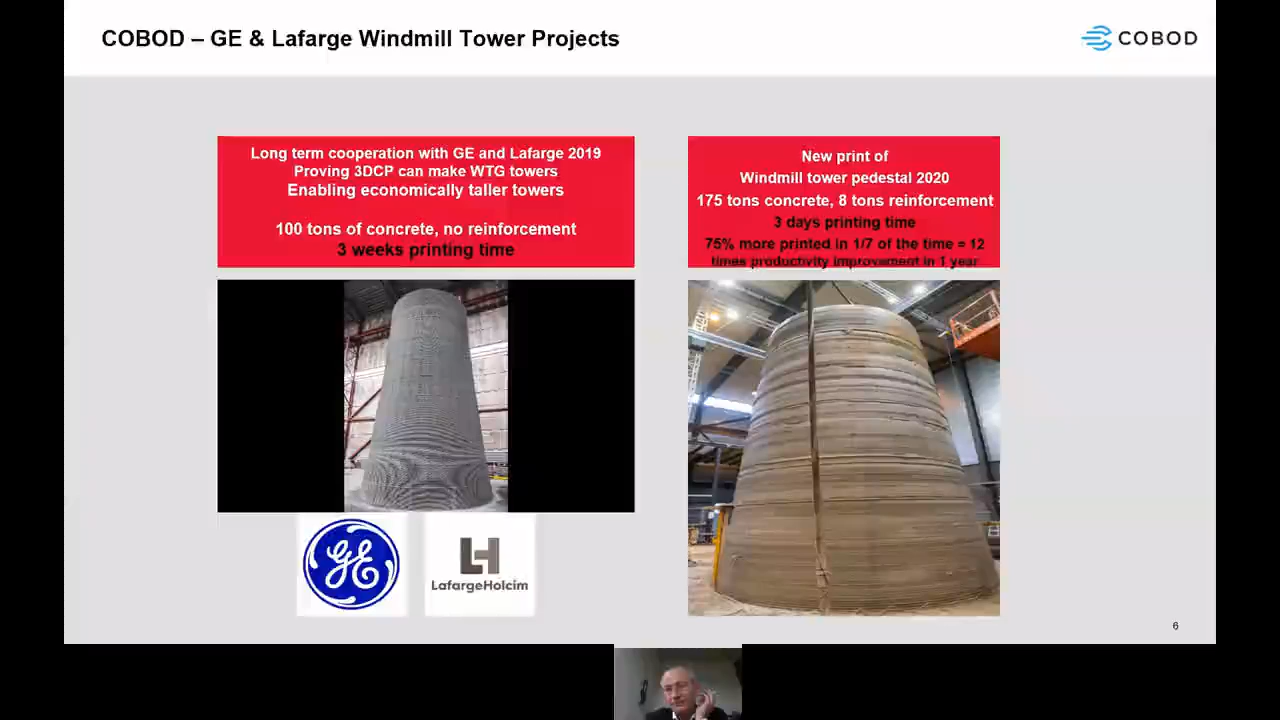 COBOD – GE & Lafarge Windmill Tower Projects
COBOD
Long term cooperation with GE and Lafarge 2019
Proving 3DCP can make WTG towers
Enabling economically taller towers
100 tons of concrete, no reinforcement
3 weeks printing time
New print of
Windmill tower pedestal 2020
175 tons concrete, 8 tons reinforcement
3 days printing time
75% more printed in 1/7 of the time = 12
times productivity improvement in 1 year
GE
LH
LafargeHolcim
6